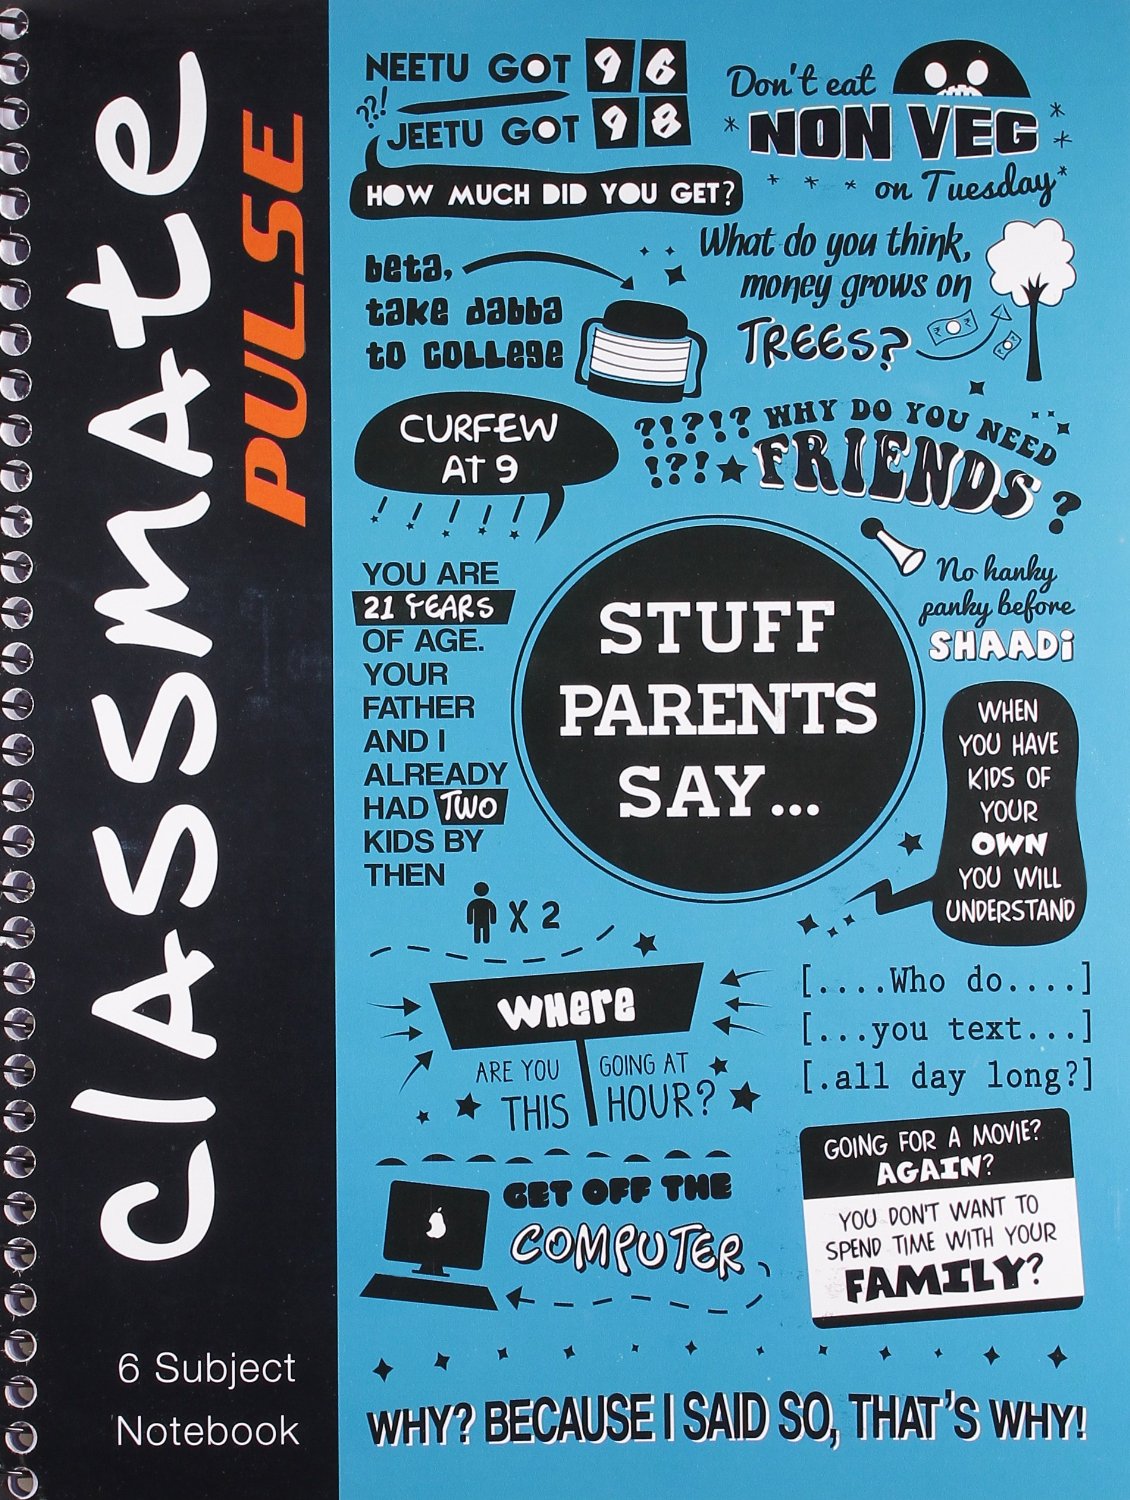 classmate
PULSE
6 Subject
Notebook
NEETU GOT 96
??!
JEETU GOT 98
HOW MUCH DID YOU GET?
Don't eat
NON VEG
on Tuesday
beta,
take dabba
to college
What do you think,
money grows on
TREES?
CURFEW
AT 9
?!?!?
!?!
WHY DO YOU NEED
FRIENDS?
YOU ARE
21 YEARS
OF AGE.
YOUR
FATHER
AND I
ALREADY
HAD TWO
KIDS BY
THEN
X 2
STUFF
PARENTS
SAY...
No hanky
panky before
SHAADi
WHEN
YOU HAVE
KIDS OF
YOUR
OWN
YOU WILL
UNDERSTAND
WHere
ARE YOU GOING AT
THIS HOUR?
[....Who do....]
[...you text...]
[.all day long?]
GET OFF THE
COMPUTER
GOING FOR A MOVIE?
AGAIN?
YOU DON'T WANT TO
SPEND TIME WITH YOUR
FAMILY?
WHY? BECAUSE I SAID SO, THAT'S WHY!